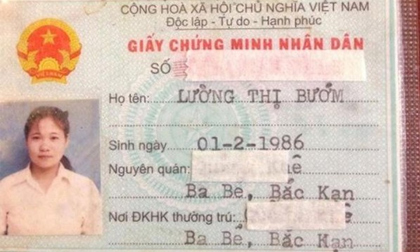 CỘNG HÒA XÃ HỘI CHỦ NGHĨA VIỆT NAM
Độc lập - Tự do - Hạnh phúc
GIẤY CHỨNG MINH NHÂN DÂN
SỐ
Họ tên: LƯỜNG THỊ BƯỚM
Sinh ngày 01-2-1986
Nguyên quán:
Ba Bể, Bắc Kạn
Nơi ĐKHK thường trú:
Ba Bể, Bắc Kạn